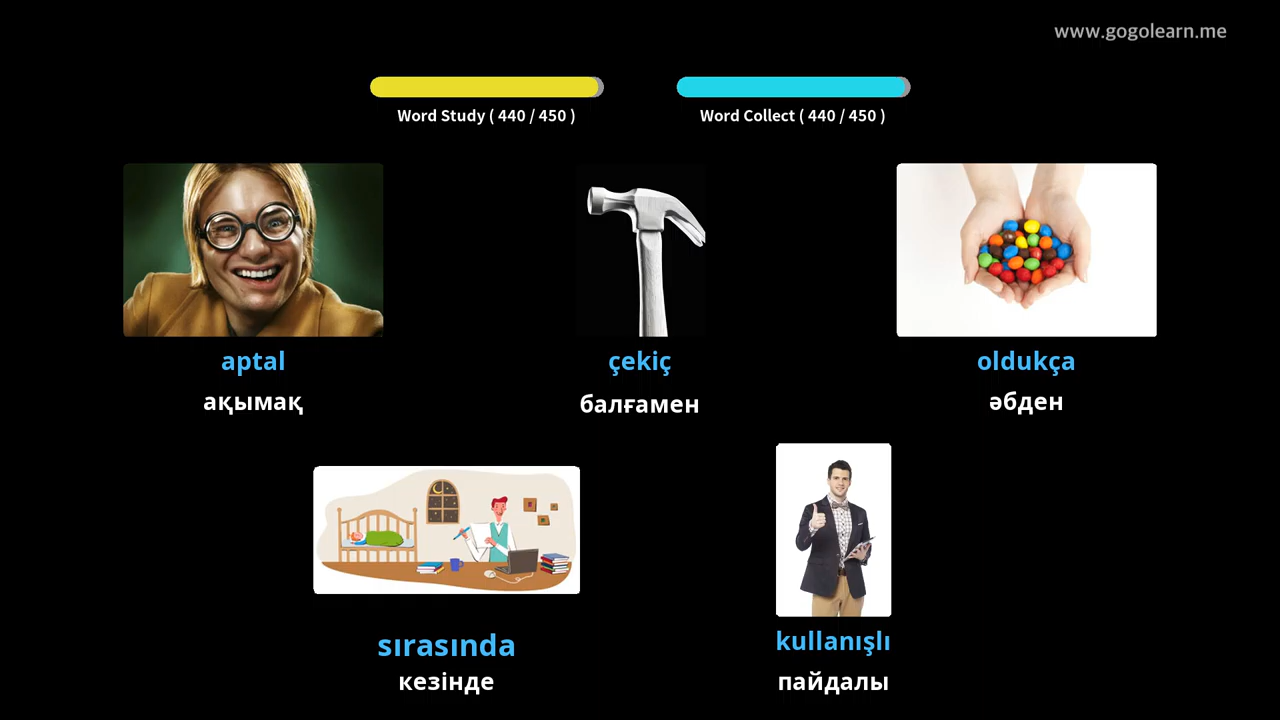 www.gogolearn.me
Word Study ( 440 / 450 )
Word Collect ( 440 / 450 )
aptal
ақымақ
çekiç
балғамен
oldukça
әбден
sırasında
кезінде
kullanışlı
пайдалы